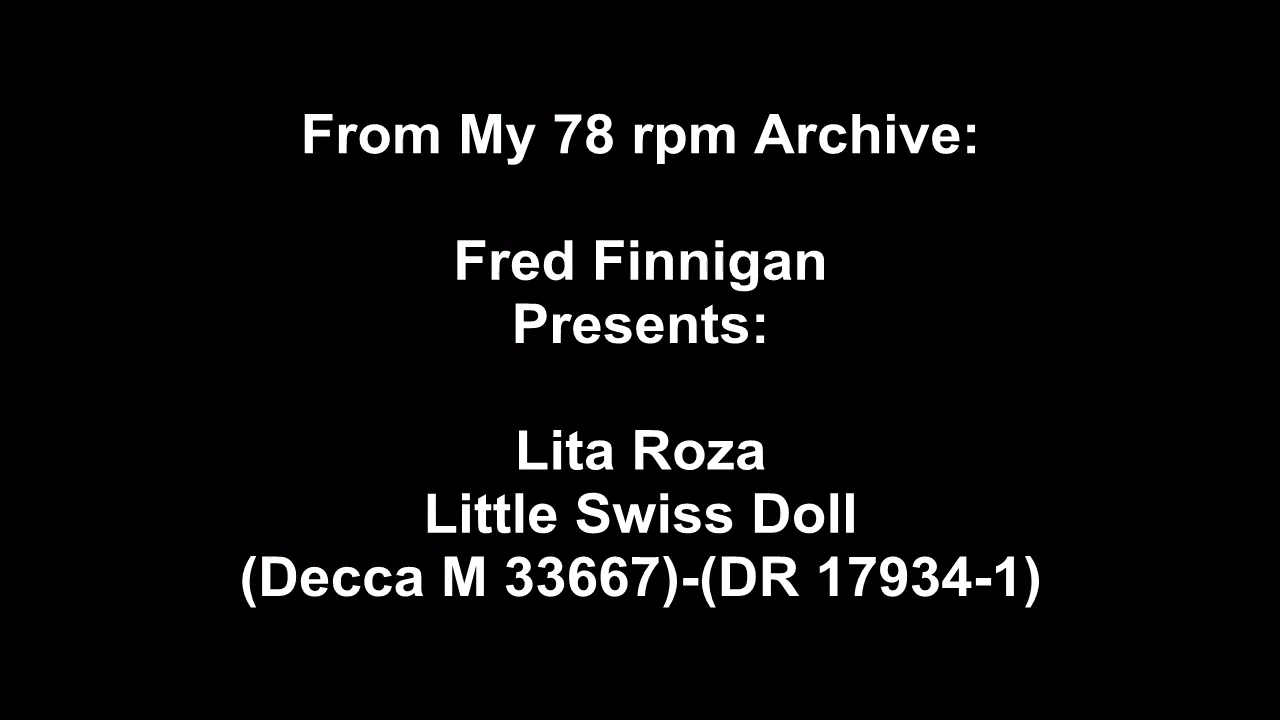 From My 78 rpm Archive:
Fred Finnigan
Presents:
Lita Roza
Little Swiss Doll
(Decca M 33667)-(DR 17934-1)